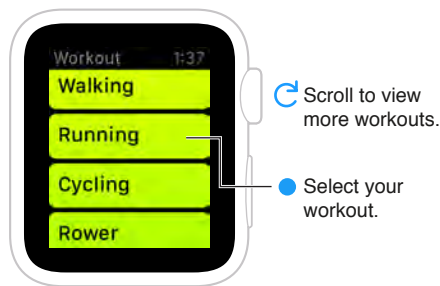 Workout 1:37
Walking
Running
Cycling
Rower
Scroll to view
more workouts.
Select your
workout.